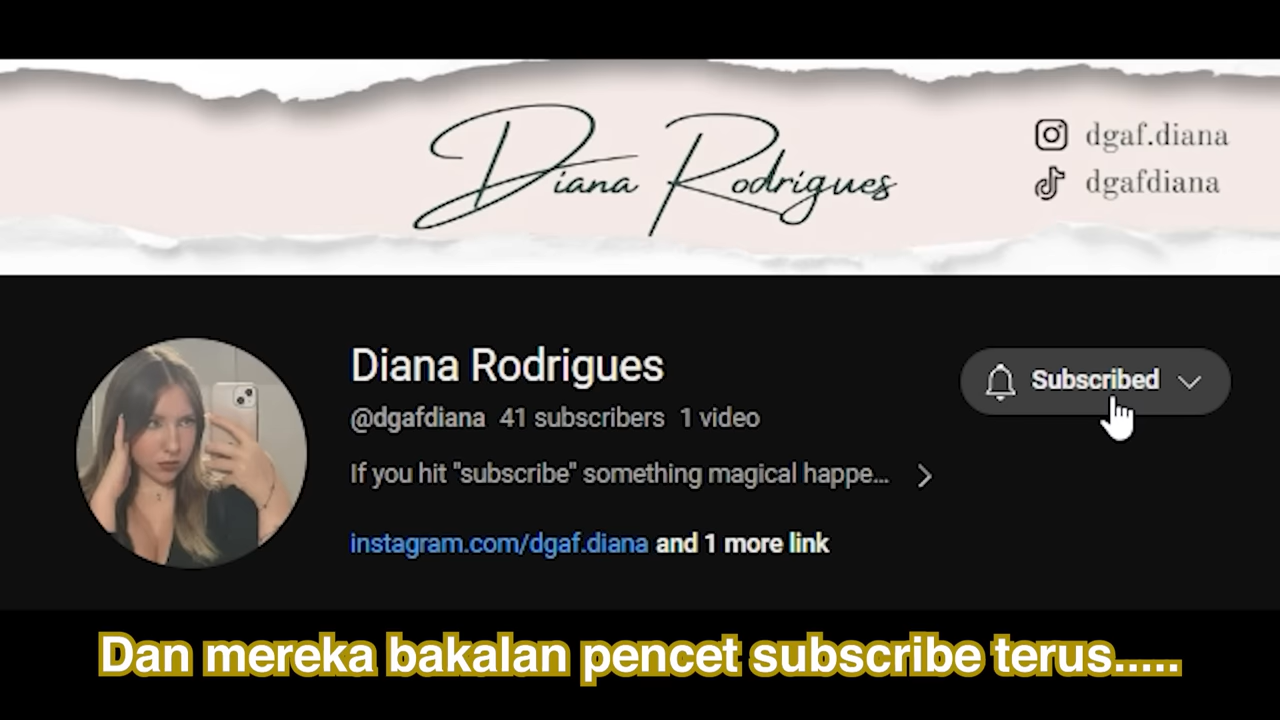 Diana Rodrigues
dgaf.diana
dgafdiana
Diana Rodrigues
@dgafdiana 41 subscribers 1 video
Subscribed
If you hit "subscribe" something magical happe...
instagram.com/dgaf.diana and 1 more link
Dan mereka bakalan pencet subscribe terus.....